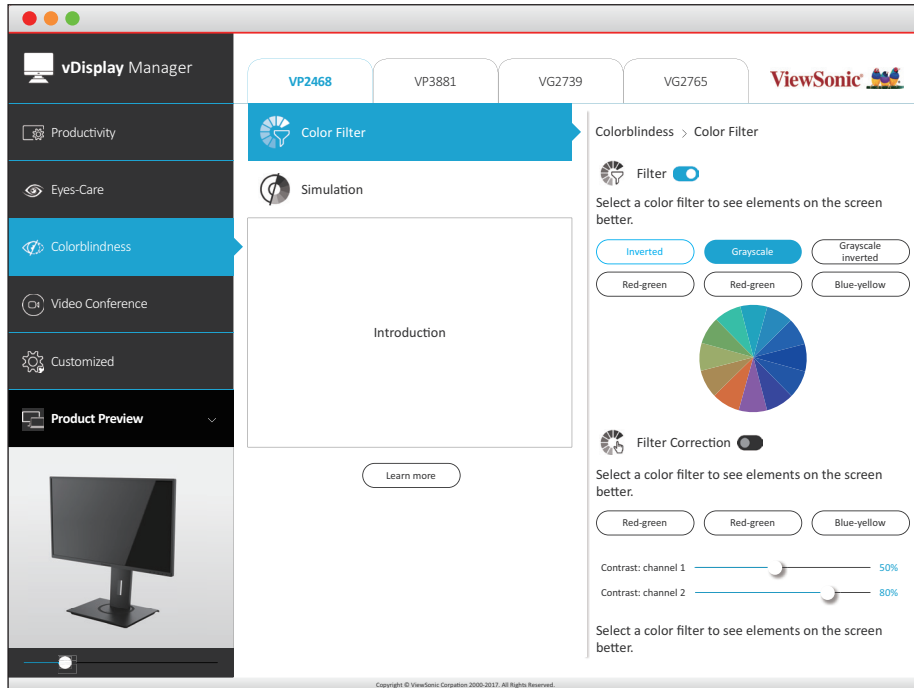 vDisplay Manager
VP2468
VP3881
VG2739
VG2765
ViewSonic
Productivity
Eyes-Care
Colorblindness
Video Conference
Customized
Product Preview
Color Filter
Simulation
Introduction
Learn more
Colorblindess > Color Filter
Filter
Select a color filter to see elements on the screen
better.
Inverted
Grayscale
Grayscale
inverted
Red-green
Red-green
Blue-yellow
Filter Correction
Select a color filter to see elements on the screen
better.
Red-green
Red-green
Blue-yellow
Contrast: channel 1
50%
Contrast: channel 2
80%
Select a color filter to see elements on the screen
better.
Copyright © ViewSonic Corpation 2000-2017. All Rights Reserved.